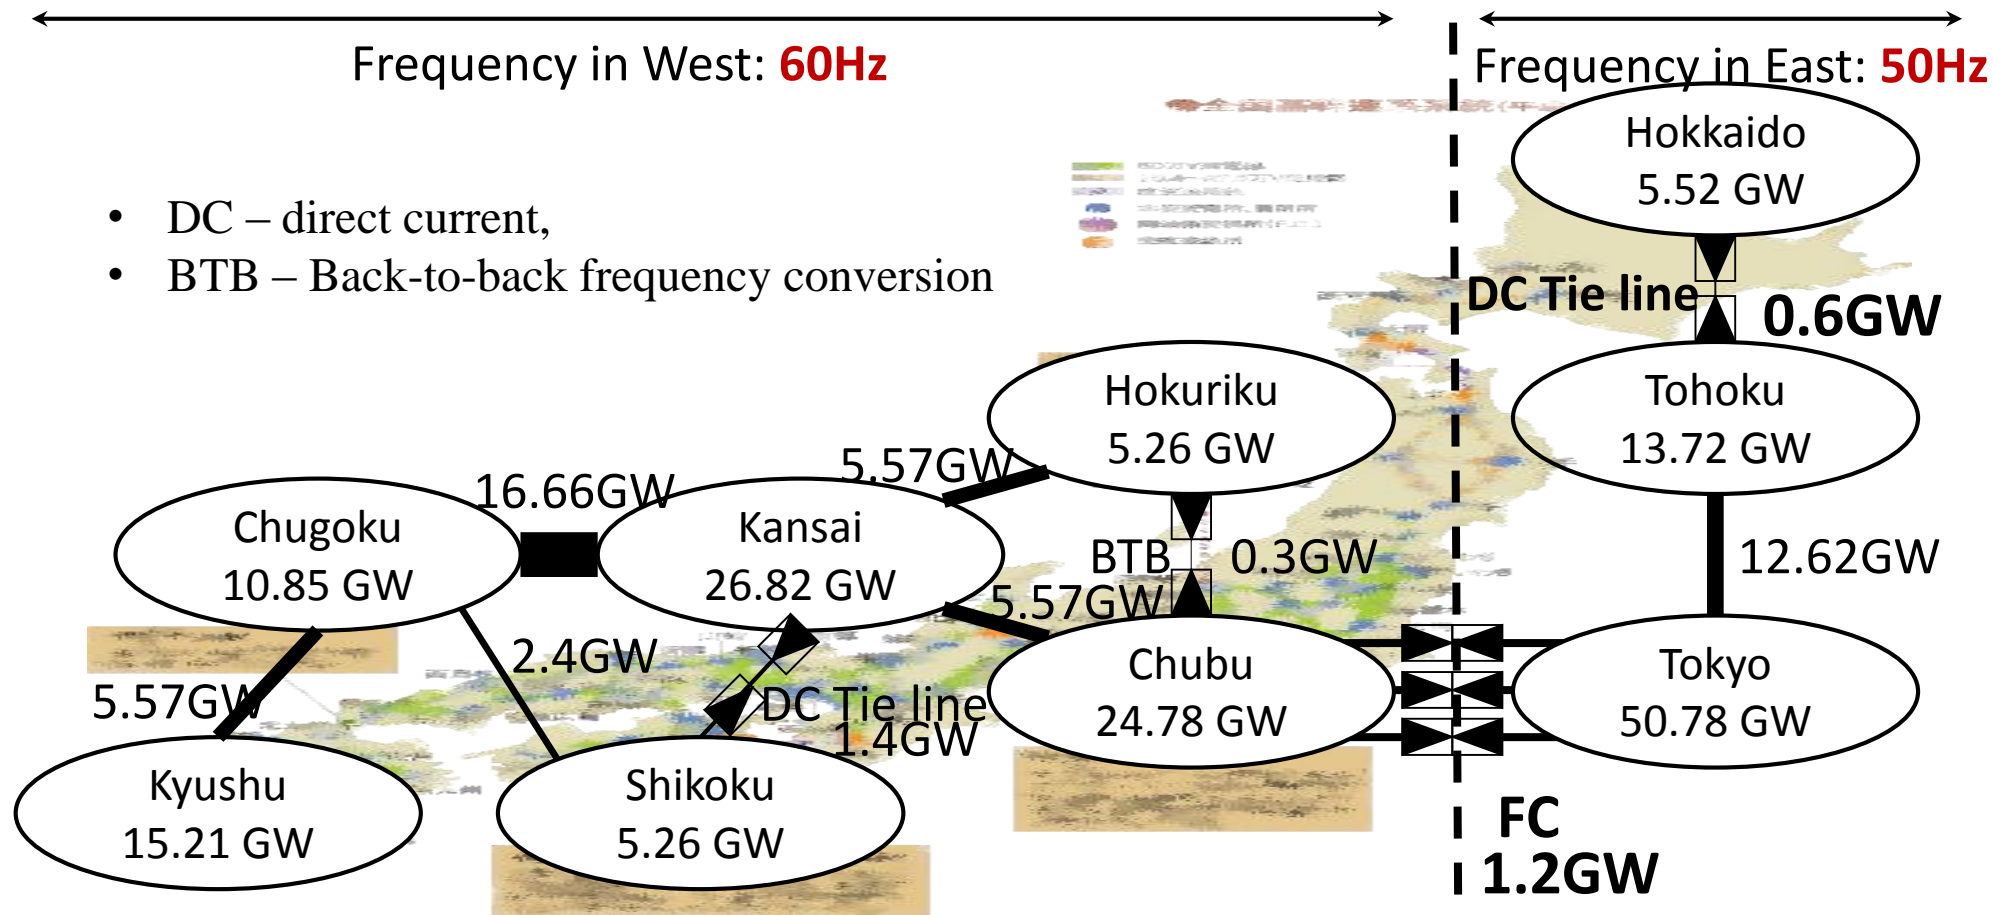 Frequency in West: 60Hz
Frequency in East: 50Hz
• DC – direct current,
• BTB – Back-to-back frequency conversion
Hokkaido
5.52 GW
DC Tie line
0.6GW
Hokuriku
5.26 GW
Tohoku
13.72 GW
5.57GW
16.66GW
Chugoku
10.85 GW
Kansai
26.82 GW
BTB
0.3GW
12.62GW
5.57GW
2.4GW
Chubu
24.78 GW
Tokyo
50.78 GW
5.57GW
DC Tie line
1.4GW
Kyushu
15.21 GW
Shikoku
5.26 GW
FC
1.2GW